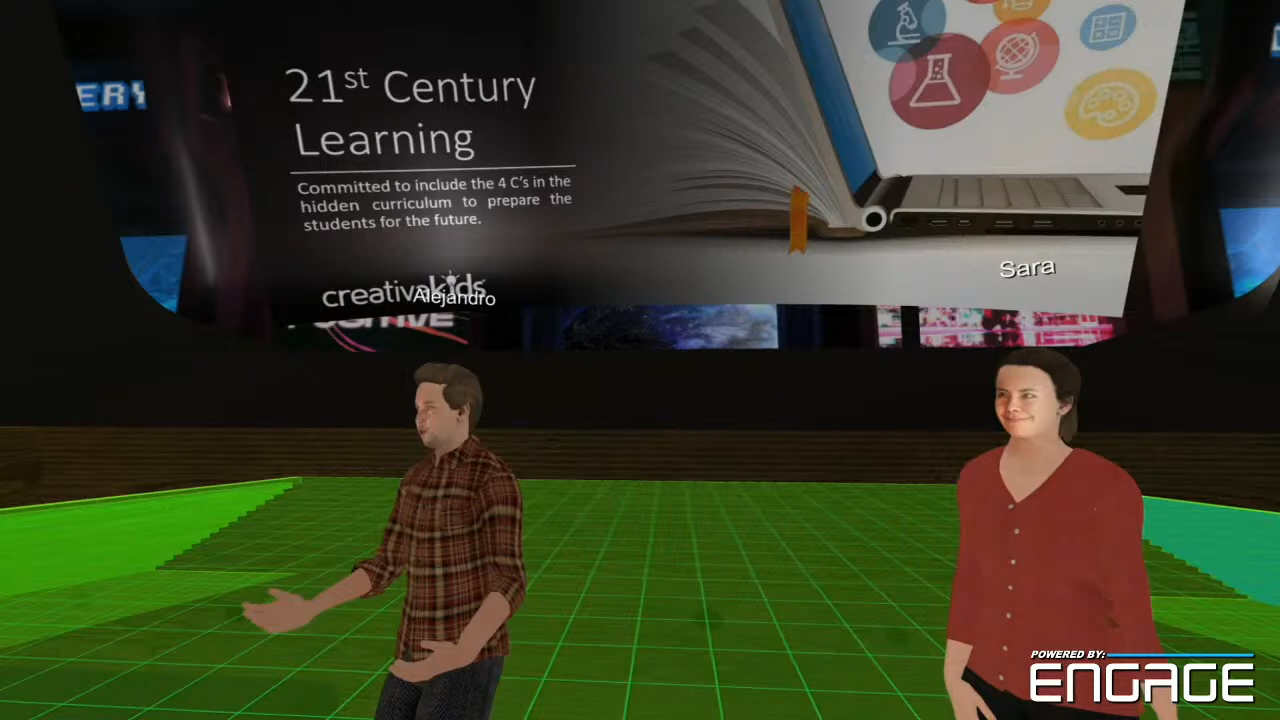 ERY
21st Century
Learning
Committed to include the 4 C's in the
hidden curriculum to prepare the
students for the future.
creativekids
Alejandro
Sara
POWERED BY:
ENGAGE